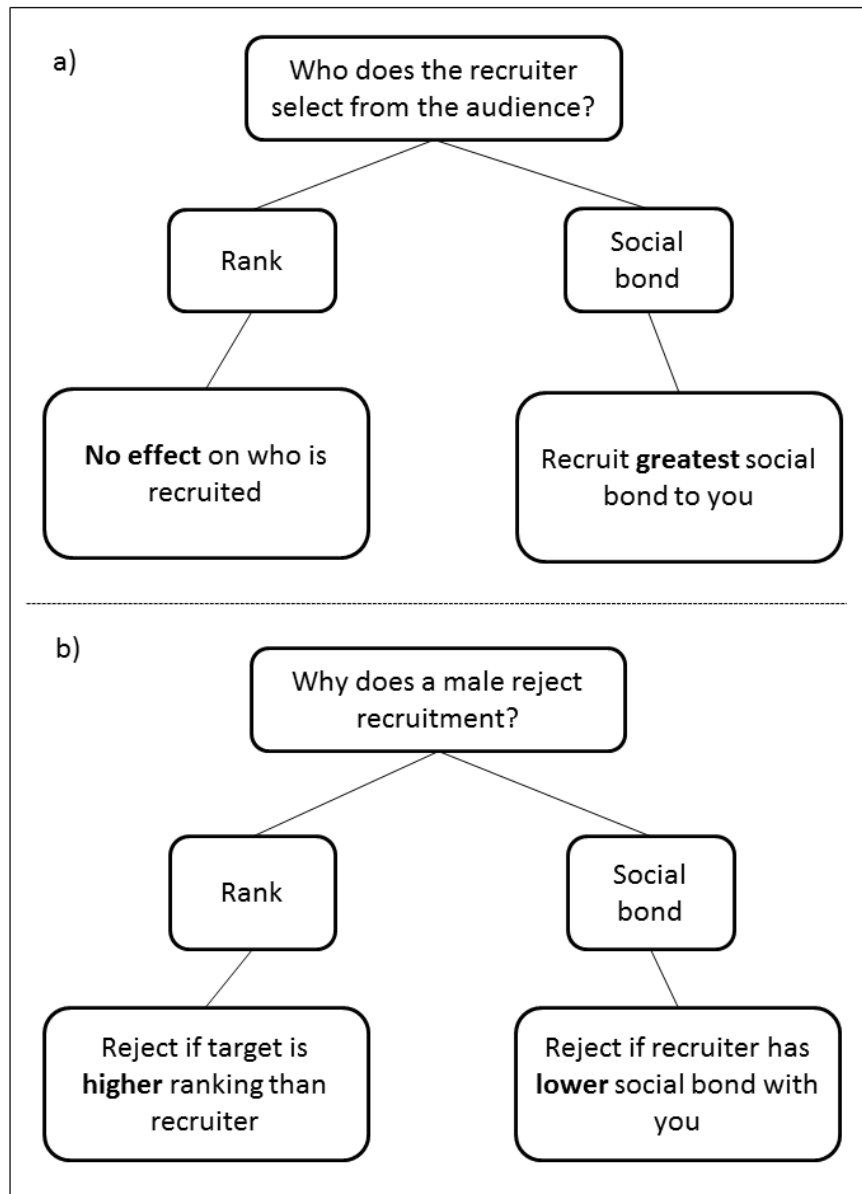 a)
Who does the recruiter
select from the audience?
Rank
Social
bond
No effect on who is
recruited
Recruit greatest social
bond to you
b)
Why does a male reject
recruitment?
Rank
Social
bond
Reject if target is
higher ranking than
recruiter
Reject if recruiter has
lower social bond with
you